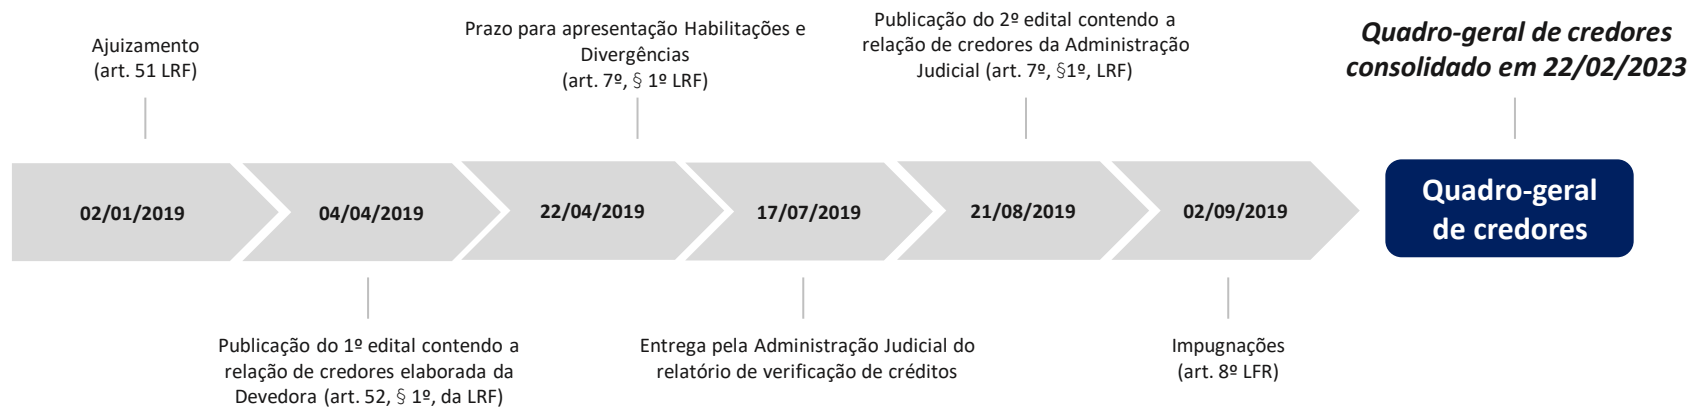 Ajuizamento
(art. 51 LRF)
Prazo para apresentação Habilitações e
Divergências
(art. 7º, § 1º LRF)
Publicação do 2º edital contendo a
relação de credores da Administração
Judicial (art. 7º, §1º, LRF)
Quadro-geral de credores
consolidado em 22/02/2023
02/01/2019
04/04/2019
22/04/2019
17/07/2019
21/08/2019
02/09/2019
Quadro-geral
de credores
Publicação do 1º edital contendo a
relação de credores elaborada da
Devedora (art. 52, § 1º, da LRF)
Entrega pela Administração Judicial do
relatório de verificação de créditos
Impugnações
(art. 8º LFR)